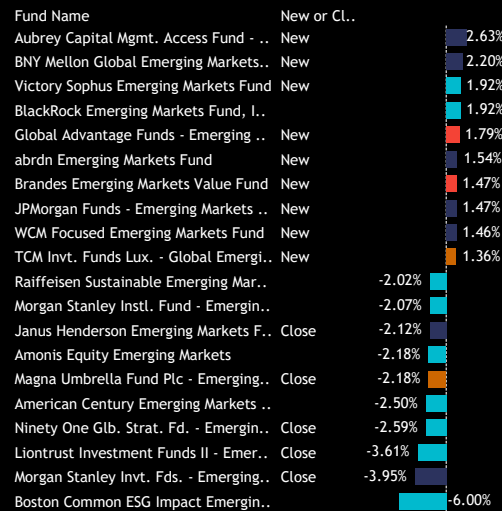 Fund Name New or Cl..
Aubrey Capital Mgmt. Access Fund - .. New 2.63%
BNY Mellon Global Emerging Markets.. New 2.20%
Victory Sophus Emerging Markets Fund New 1.92%
BlackRock Emerging Markets Fund, I.. 1.92%
Global Advantage Funds - Emerging .. New 1.79%
abrdn Emerging Markets Fund New 1.54%
Brandes Emerging Markets Value Fund New 1.47%
JPMorgan Funds - Emerging Markets .. New 1.47%
WCM Focused Emerging Markets Fund New 1.46%
TCM Invt. Funds Lux. - Global Emergi.. New 1.36%
Raiffeisen Sustainable Emerging Mar.. -2.02%
Morgan Stanley Instl. Fund - Emergin.. -2.07%
Janus Henderson Emerging Markets F.. Close -2.12%
Amonis Equity Emerging Markets -2.18%
Magna Umbrella Fund Plc - Emerging.. Close -2.18%
American Century Emerging Markets .. -2.50%
Ninety One Glb. Strat. Fd. - Emergin.. Close -2.59%
Liontrust Investment Funds II - Emer.. Close -3.61%
Morgan Stanley Invt. Fds. - Emerging.. Close -3.95%
Boston Common ESG Impact Emergin.. -6.00%